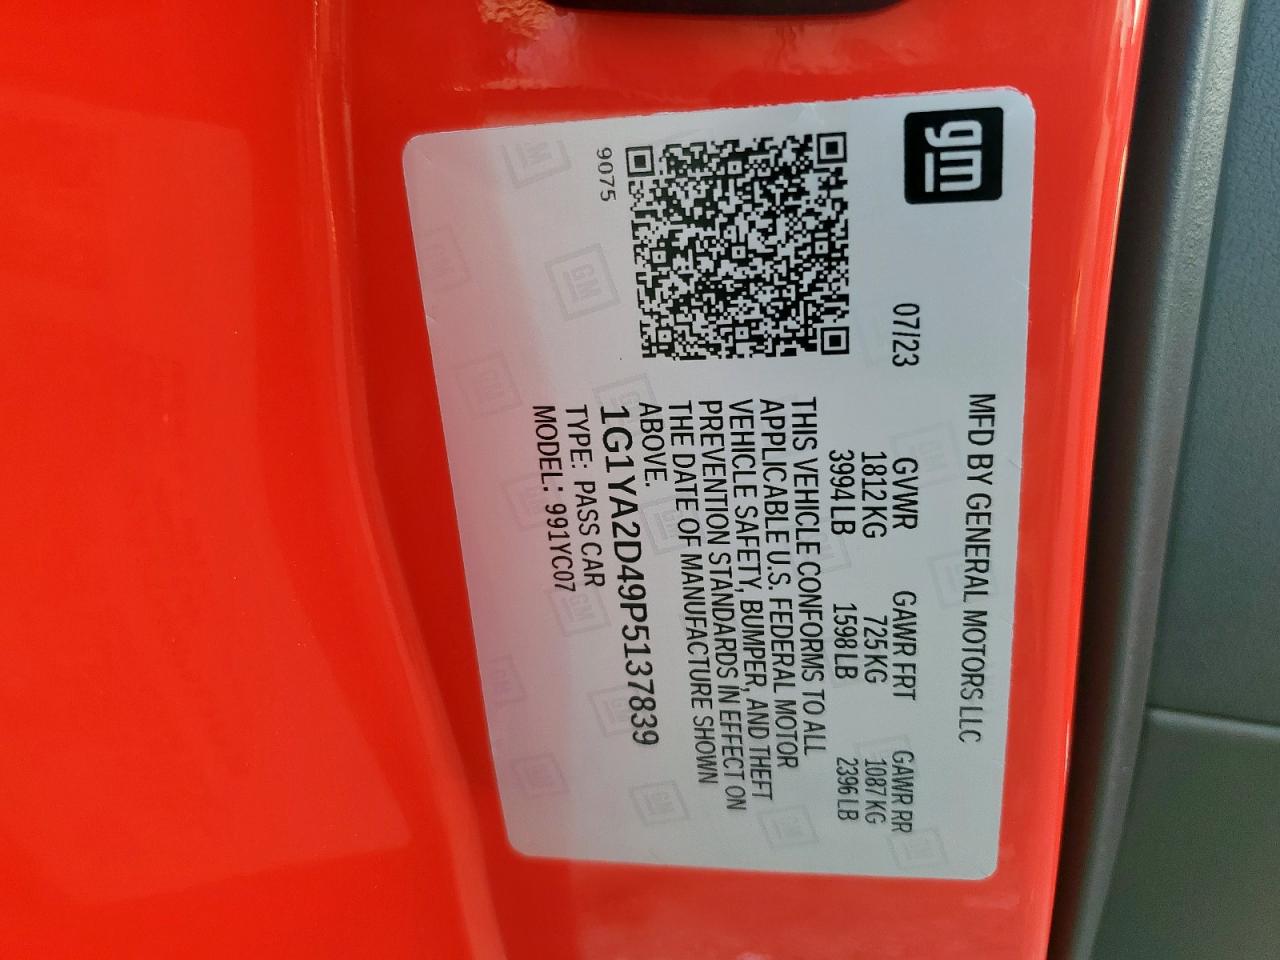 gm
MFD BY GENERAL MOTORS LLC
07/23 GVWR GAWR FRT GAWR RR
1812 KG 725 KG 1087 KG
3994 LB 1598 LB 2396 LB
THIS VEHICLE CONFORMS TO ALL
APPLICABLE U.S. FEDERAL MOTOR
VEHICLE SAFETY, BUMPER, AND THEFT
PREVENTION STANDARDS IN EFFECT ON
THE DATE OF MANUFACTURE SHOWN
ABOVE.
9075
1G1YA2D49P5137839
TYPE: PASS CAR
MODEL: 991YC07